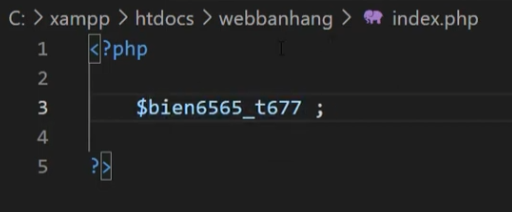 C: > xampp > htdocs > webbanhang > index.php
1 <?php
2
3 $bien6565_t677 ;
4
5 ?>